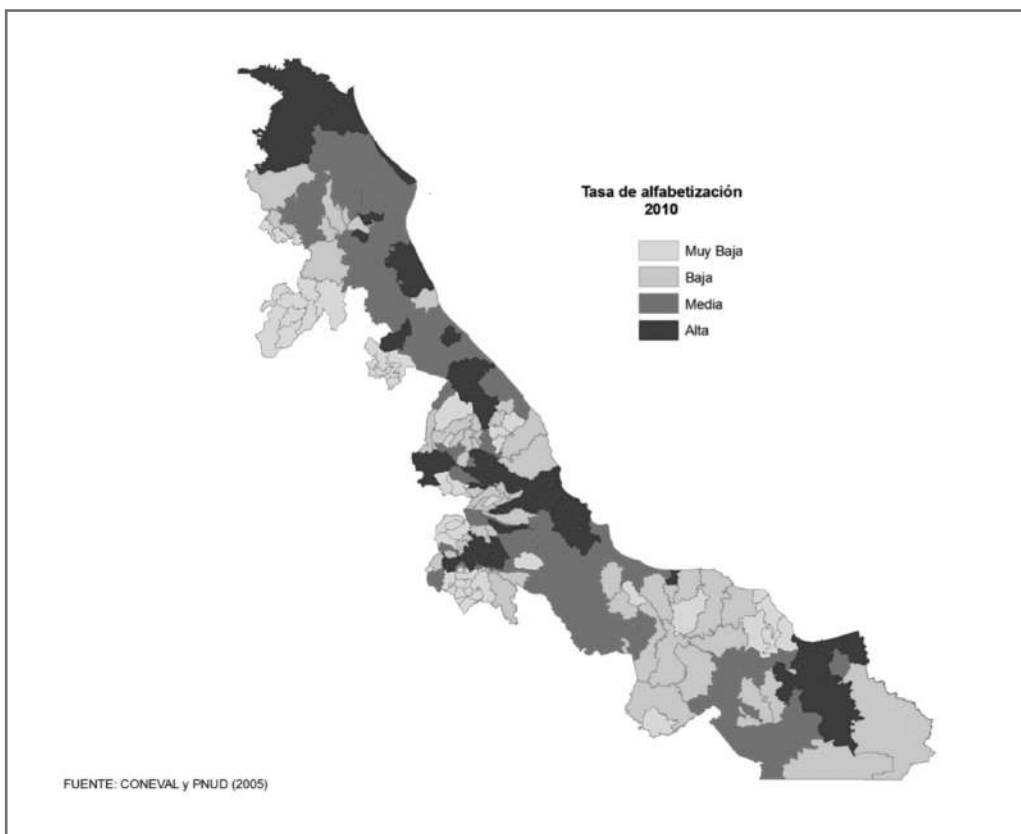 Tasa de alfabetización
2010
Muy Baja
Baja
Media
Alta
FUENTE: CONEVAL y PNUD (2005)